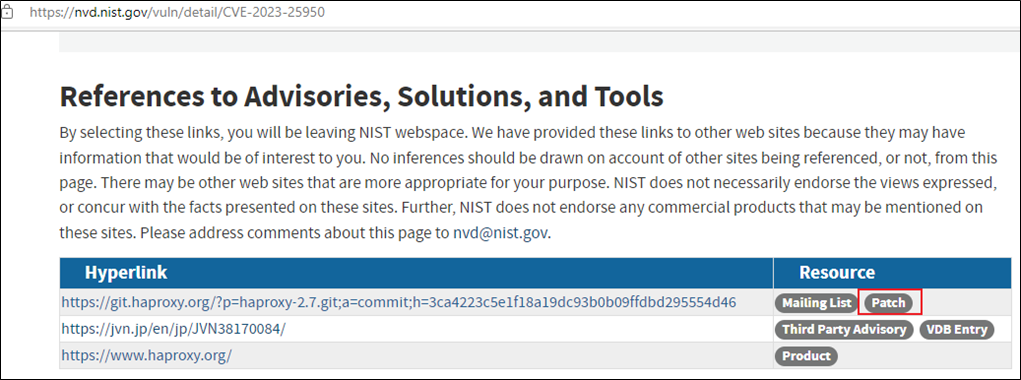 https://nvd.nist.gov/vuln/detail/CVE-2023-25950
References to Advisories, Solutions, and Tools
By selecting these links, you will be leaving NIST webspace. We have provided these links to other web sites because they may have
information that would be of interest to you. No inferences should be drawn on account of other sites being referenced, or not, from this
page. There may be other web sites that are more appropriate for your purpose. NIST does not necessarily endorse the views expressed,
or concur with the facts presented on these sites. Further, NIST does not endorse any commercial products that may be mentioned on
these sites. Please address comments about this page to nvd@nist.gov.
Hyperlink Resource
https://git.haproxy.org/?p=haproxy-2.7.git;a=commit;h=3ca4223c5e1f18a19dc93b0b09ffdbd295554d46 Mailing List Patch
https://jvn.jp/en/jp/JVN38170084/ Third Party Advisory VDB Entry
https://www.haproxy.org/ Product